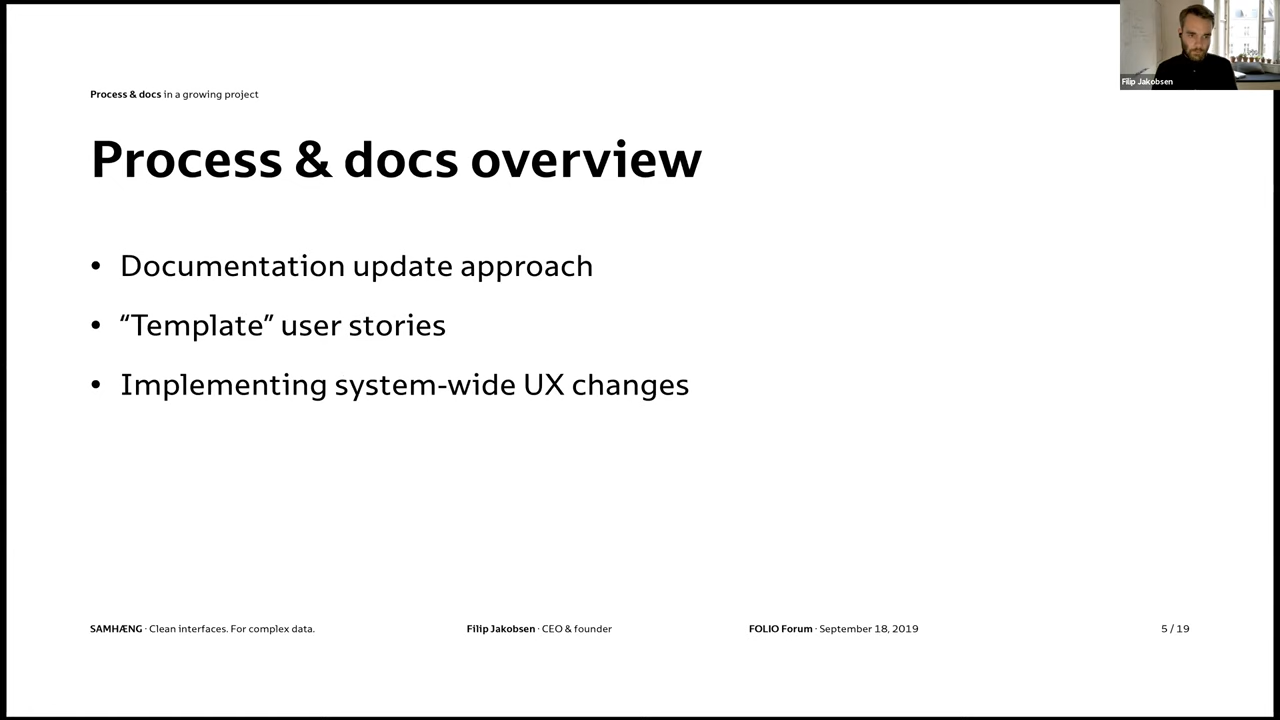 Filip Jakobsen
Process & docs in a growing project
Process & docs overview
• Documentation update approach
• “Template” user stories
• Implementing system-wide UX changes
SAMHÆNG · Clean interfaces. For complex data.
Filip Jakobsen · CEO & founder
FOLIO Forum · September 18, 2019
5 / 19